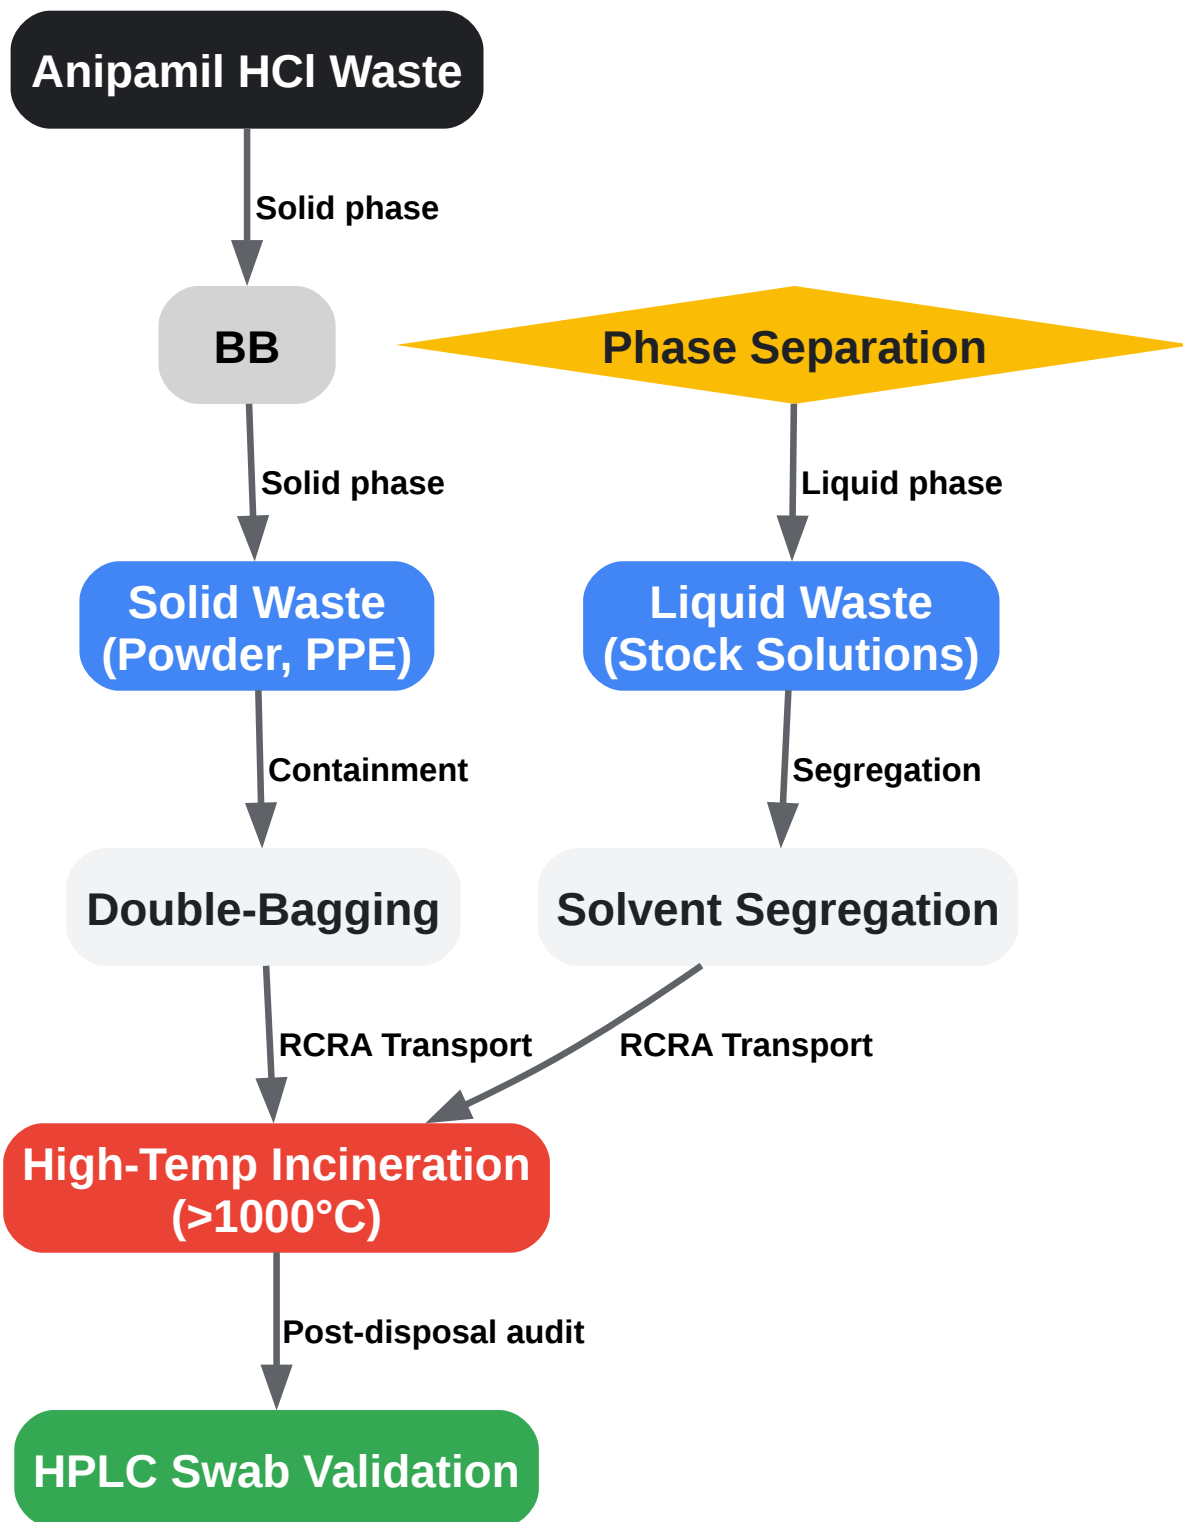 Anipamil HCl Waste
Solid phase
BB
Phase Separation
Solid phase
Liquid phase
Solid Waste
(Powder, PPE)
Liquid Waste
(Stock Solutions)
Containment
Segregation
Double-Bagging
Solvent Segregation
RCRA Transport
RCRA Transport
High-Temp Incineration
(>1000°C)
Post-disposal audit
HPLC Swab Validation